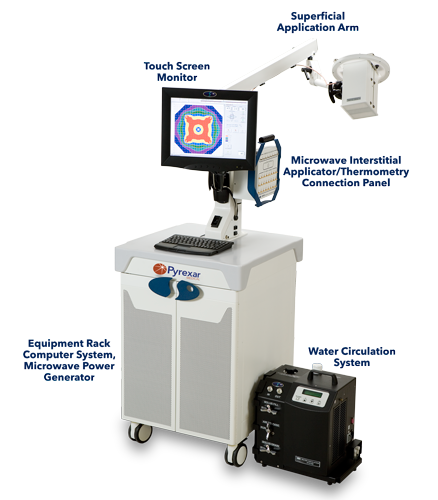 Superficial
Application Arm
Touch Screen
Monitor
Microwave Interstitial
Applicator/Thermometry
Connection Panel
Pyrexar
Equipment Rack
Computer System,
Microwave Power
Generator
Water Circulation
System